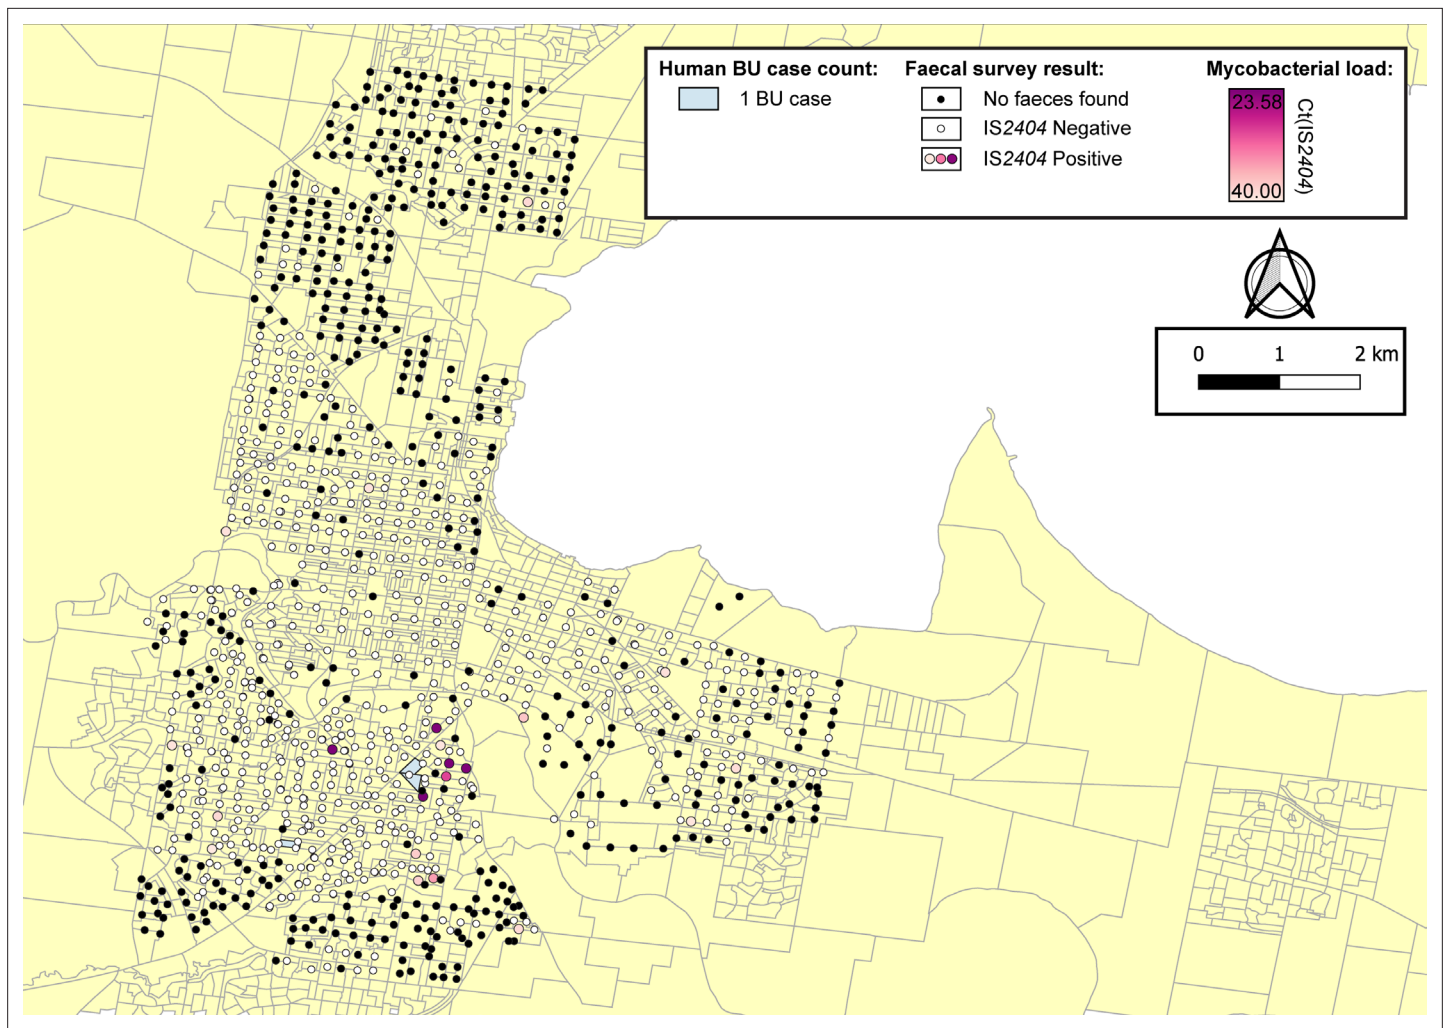 Human BU case count:
1 BU case
Faecal survey result:
No faeces found
IS2404 Negative
IS2404 Positive
Mycobacterial load:
23.58
40.00
Ct(IS2404)
0 1 2 km